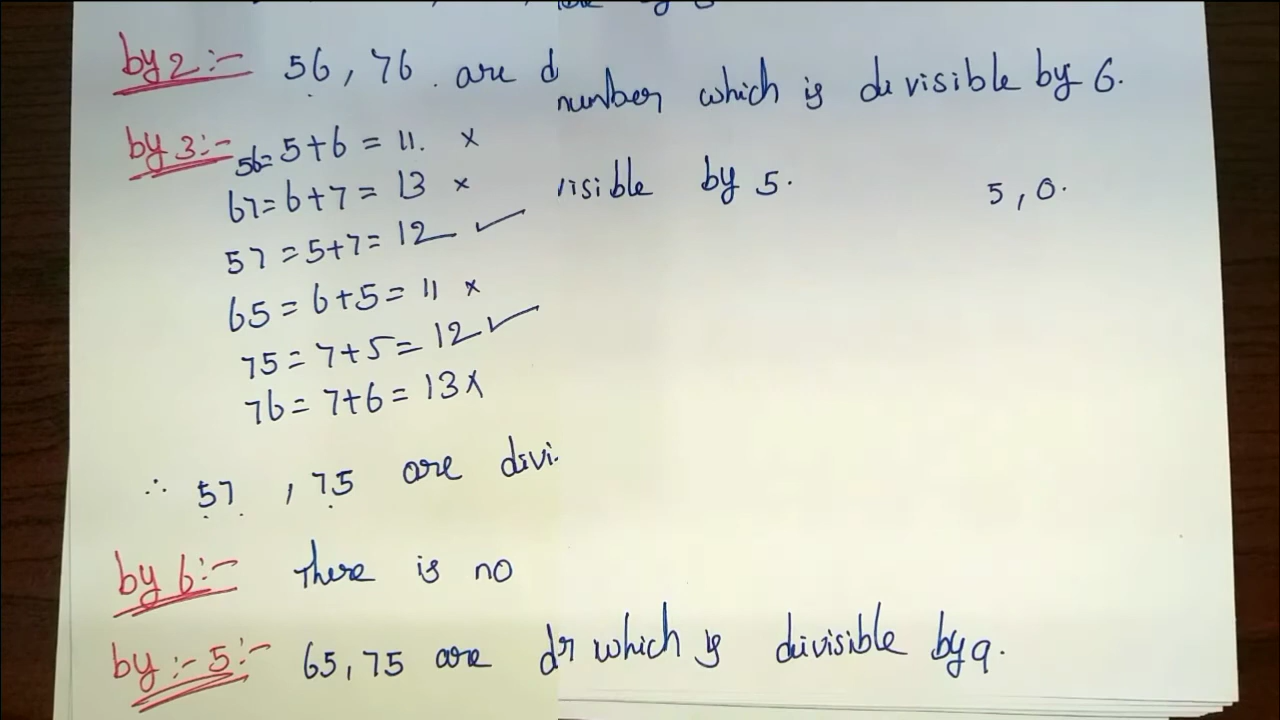 by 2:- 56, 76 . are d
number which is divisible by 6.
by 3:- 56= 5+6 = 11. x
67=6+7 = 13 x
visible by 5. 5, 0.
57 = 5+7= 12 ✓
65 = 6+5= 11 x
75 = 7+5= 12 ✓
76 = 7+6 = 13 x
∴ 57 , 75 are divi.
by 6:- There is no
by :- 5:- 65, 75 are
which is divisible by 9.